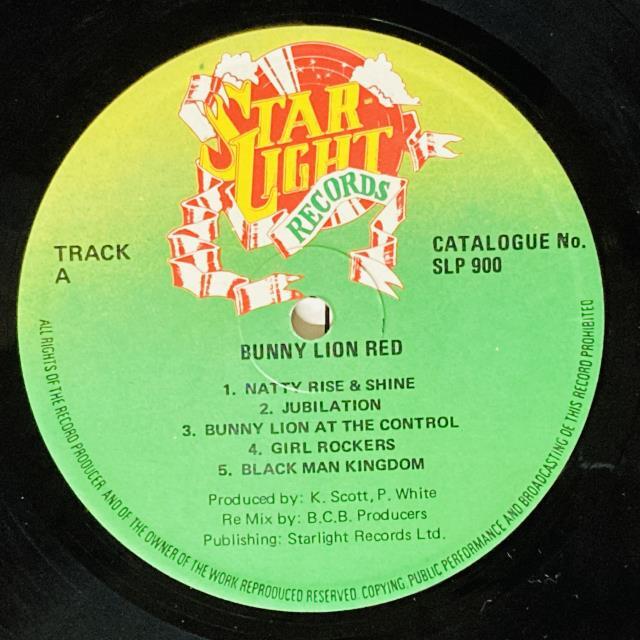 STAR-
LIGHT
RECORDS
TRACK
A
CATALOGUE No.
SLP 900
BUNNY LION RED
1. NATTY RISE & SHINE
2. JUBILATION
3. BUNNY LION AT THE CONTROL
4. GIRL ROCKERS
5. BLACK MAN KINGDOM
Produced by: K. Scott, P. White
Re Mix by: B.C.B. Producers
Publishing: Starlight Records Ltd.
ALL RIGHTS OF THE RECORD PRODUCER AND OF THE OWNER OF THE WORK REPRODUCED RESERVED. COPYING, PUBLIC PERFORMANCE AND BROADCASTING OF THIS RECORD PROHIBITED